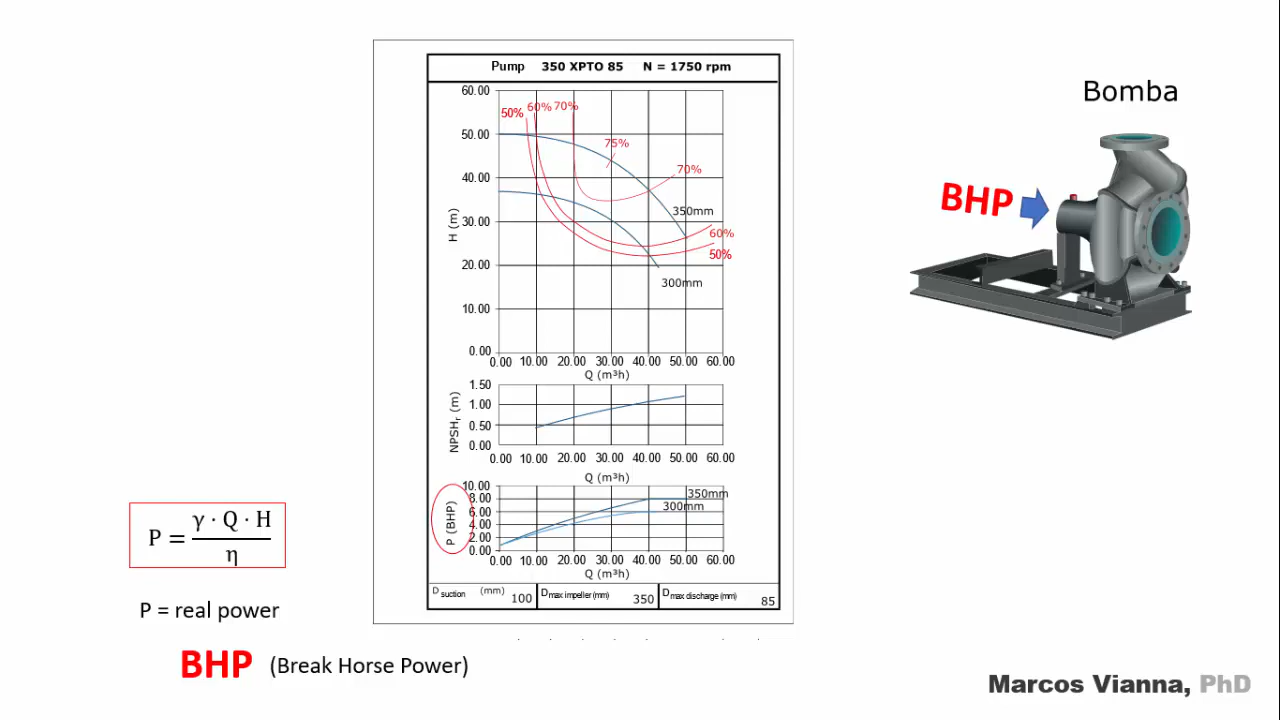 Pump 350 XPTO 85 N = 1750 rpm
Bomba
BHP
60.00
50.00
40.00
30.00
20.00
10.00
0.00
H (m)
50% 60% 70%
75%
70%
350mm
60%
50%
300mm
0.00 10.00 20.00 30.00 40.00 50.00 60.00
Q (m³h)
1.50
1.00
0.50
0.00
NPSHr (m)
0.00 10.00 20.00 30.00 40.00 50.00 60.00
Q (m³h)
10.00
8.00
6.00
4.00
2.00
0.00
P (BHP)
350mm
300mm
0.00 10.00 20.00 30.00 40.00 50.00 60.00
Q (m³h)
D suction (mm) 100 D max impeller (mm) 350 D max discharge (mm) 85
P = γ · Q · H / η
P = real power
BHP (Break Horse Power)
Marcos Vianna, PhD